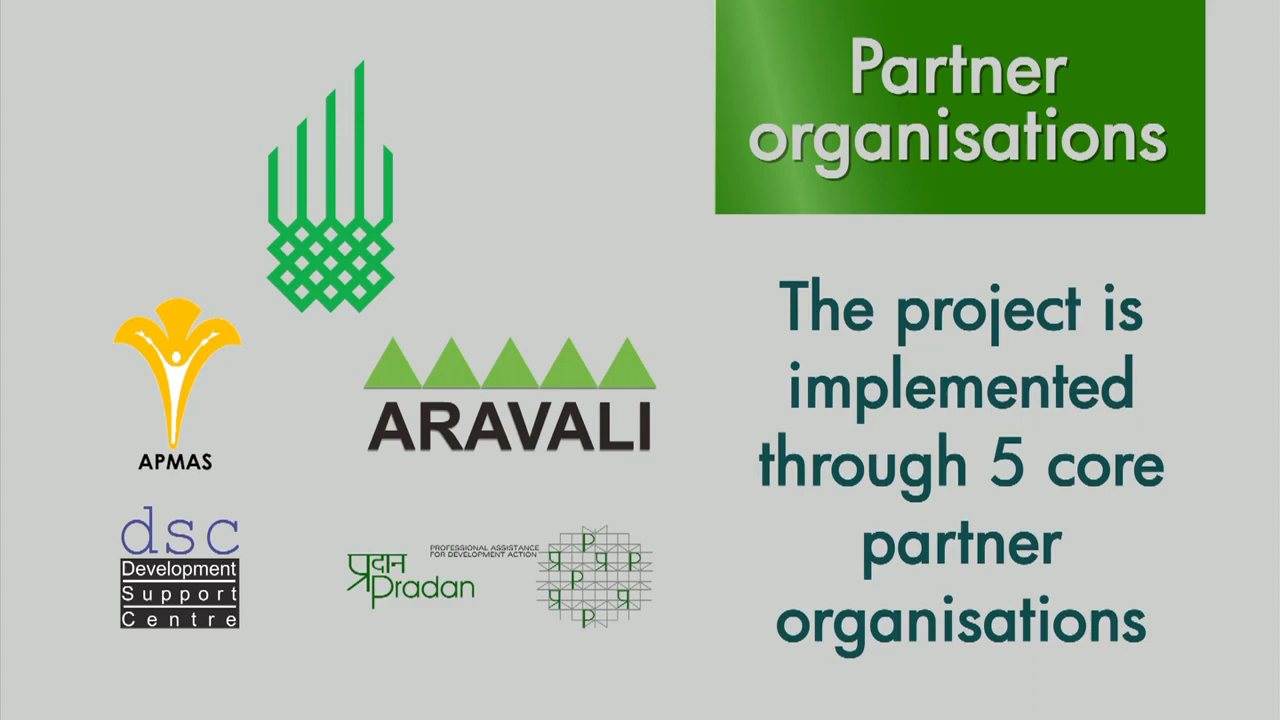 Partner
organisations
The project is
implemented
through 5 core
partner
organisations
APMAS
ARAVALI
dsc
Development
Support
Centre
प्रदान
Pradan
PROFESSIONAL ASSISTANCE
FOR DEVELOPMENT ACTION
P
प्र
प्र
P
P
प्र
प्र
P